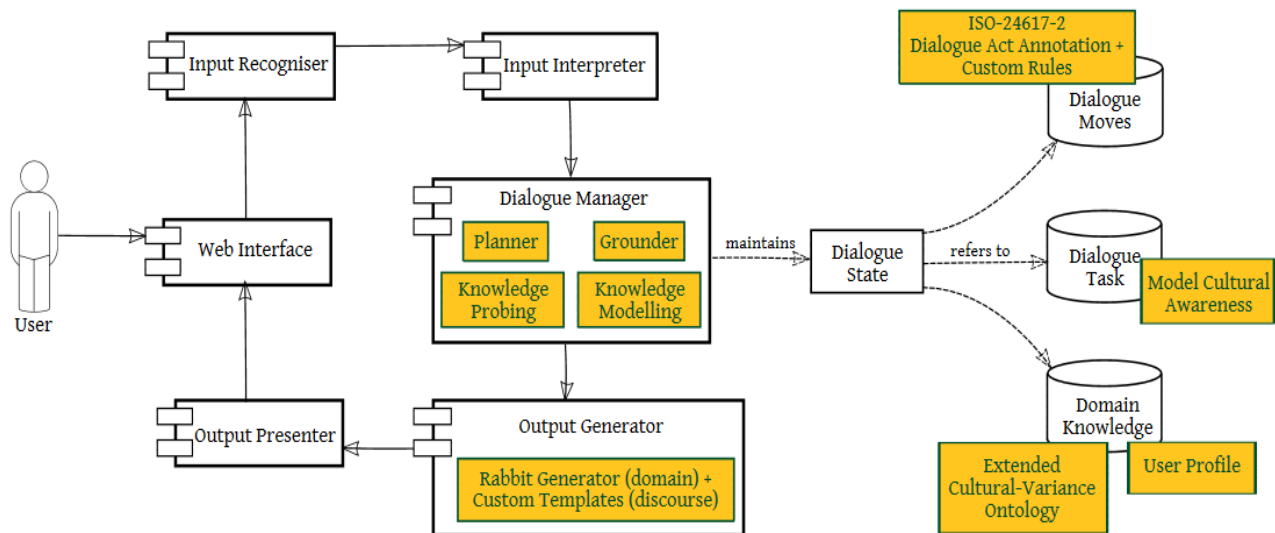 ISO-24617-2
Dialogue Act Annotation +
Custom Rules
Input Recogniser
Input Interpreter
Dialogue
Moves
Dialogue Manager
Planner
Grounder
Knowledge
Probing
Knowledge
Modelling
Web Interface
User
maintains
Dialogue
State
refers to
Dialogue
Task
Model Cultural
Awareness
Output Presenter
Output Generator
Rabbit Generator (domain) +
Custom Templates (discourse)
Domain
Knowledge
Extended
Cultural-Variance
Ontology
User Profile